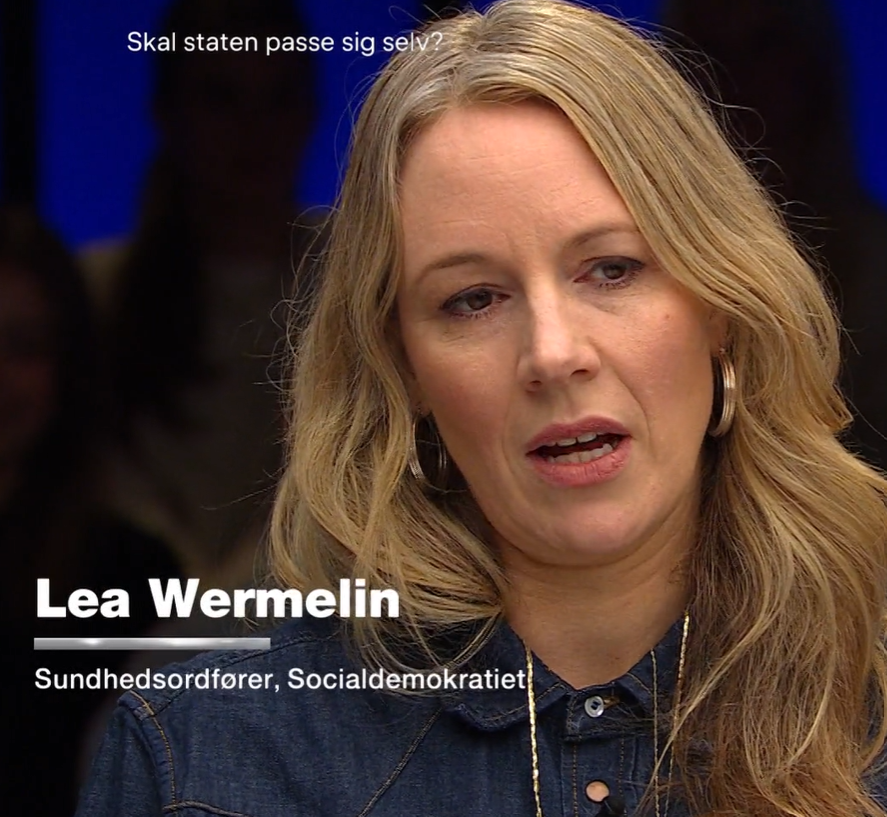 Skal staten passe sig selv?
Lea Wermelin
Sundhedsordfører, Socialdemokratiet